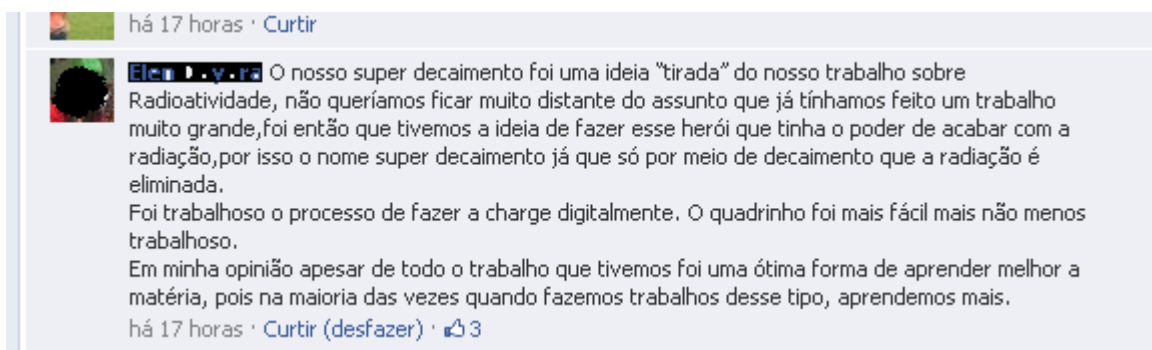 há 17 horas · Curtir
O nosso super decaimento foi uma ideia "tirada" do nosso trabalho sobre
Radioatividade, não queríamos ficar muito distante do assunto que já tínhamos feito um trabalho
muito grande,foi então que tivemos a ideia de fazer esse herói que tinha o poder de acabar com a
radiação,por isso o nome super decaimento já que só por meio de decaimento que a radiação é
eliminada.
Foi trabalhoso o processo de fazer a charge digitalmente. O quadrinho foi mais fácil mais não menos
trabalhoso.
Em minha opinião apesar de todo o trabalho que tivemos foi uma ótima forma de aprender melhor a
matéria, pois na maioria das vezes quando fazemos trabalhos desse tipo, aprendemos mais.
há 17 horas · Curtir (desfazer) · 3